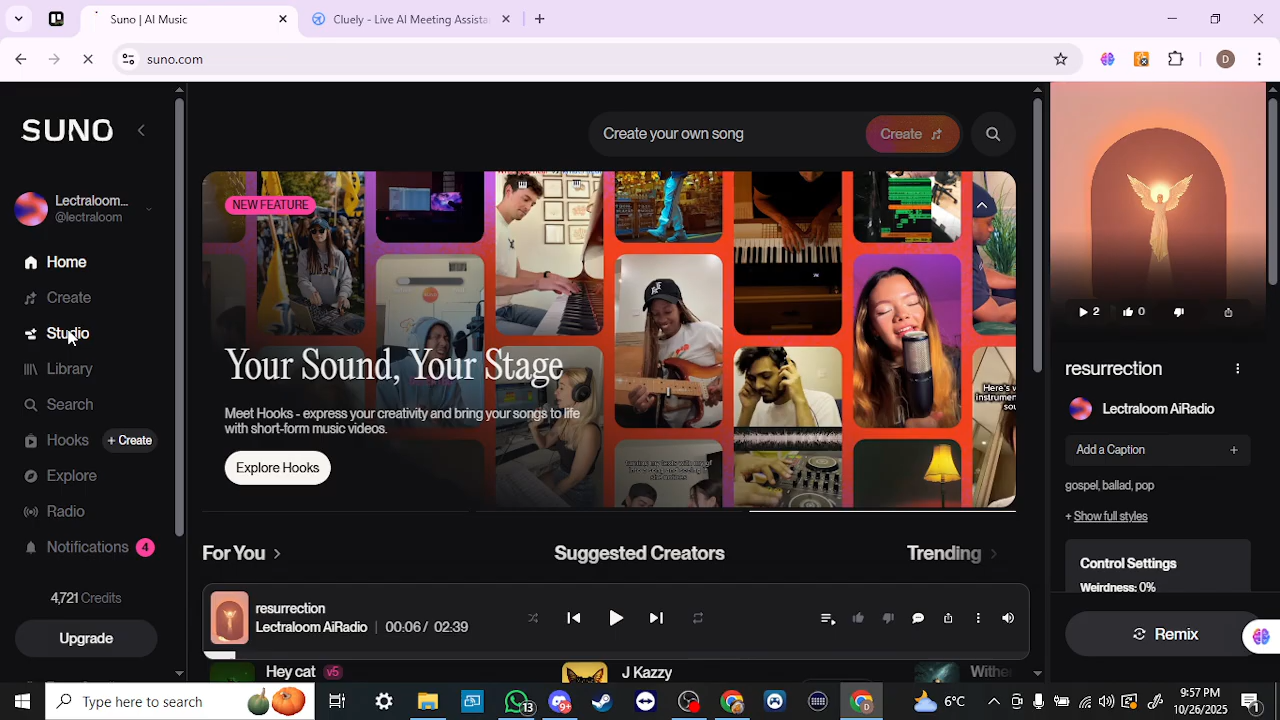 Suno | AI Music
Cluely - Live AI Meeting Assista
suno.com
D
SUNO
Lectraloom...
@lectraloom
Home
Create
Studio
Library
Search
Hooks
+ Create
Explore
Radio
Notifications
4
4,721 Credits
Upgrade
Create your own song
Create
NEW FEATURE
Your Sound, Your Stage
Meet Hooks - express your creativity and bring your songs to life
with short-form music videos.
Explore Hooks
Here's
For You
Suggested Creators
Trending
resurrection
Lectraloom AiRadio
00:06 / 02:39
Hey cat
v5
J Kazzy
Wither
2
0
resurrection
Lectraloom AiRadio
Add a Caption
+
gospel, ballad, pop
+ Show full styles
Control Settings
Weirdness: 0%
Remix
Type here to search
13
9+
D
6°C
9:57 PM
10/26/2025
1